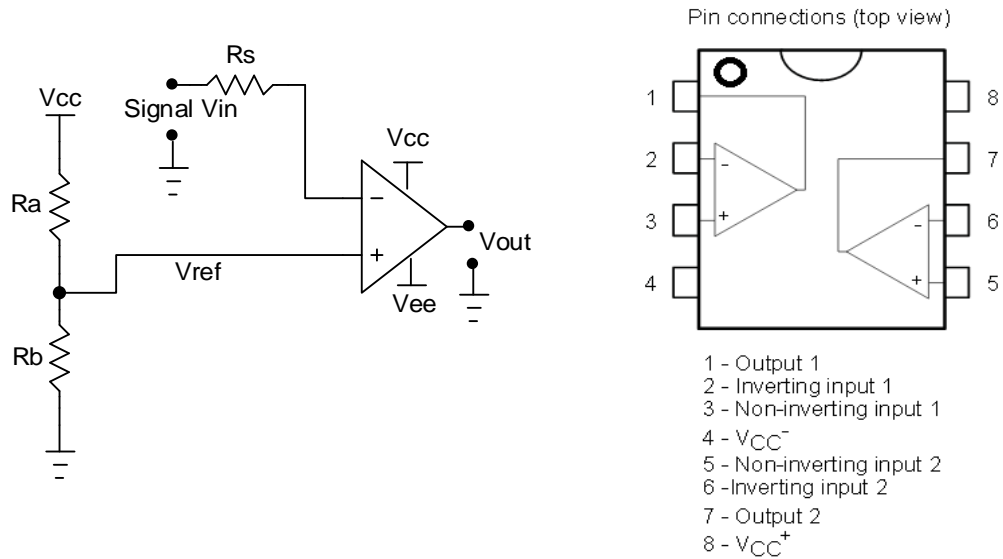 Rs
Vcc
Signal Vin
Vcc
Ra
−
Vout
+
Vref
Vee
Rb
Pin connections (top view)
1
8
2
-
7
3
+
-
6
4
+
5
1 - Output 1
2 - Inverting input 1
3 - Non-inverting input 1
4 - VCC-
5 - Non-inverting input 2
6 -Inverting input 2
7 - Output 2
8 - VCC+